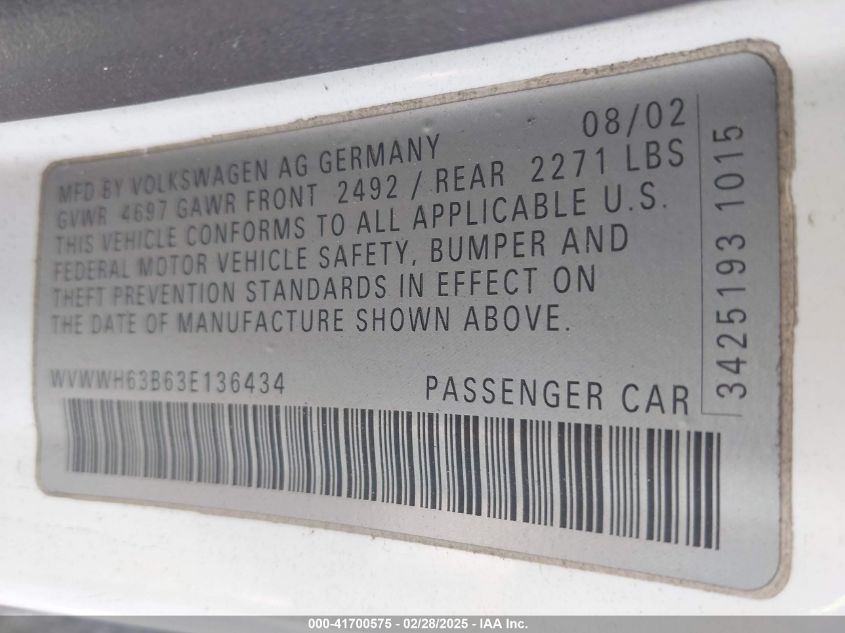 08/02
MFD BY VOLKSWAGEN AG GERMANY
GVWR 4697 GAWR FRONT 2492 / REAR 2271 LBS
THIS VEHICLE CONFORMS TO ALL APPLICABLE U.S.
FEDERAL MOTOR VEHICLE SAFETY, BUMPER AND
THEFT PREVENTION STANDARDS IN EFFECT ON
THE DATE OF MANUFACTURE SHOWN ABOVE.
WVWWH63B63E136434 PASSENGER CAR
3425193 1015
000-41700575 - 02/28/2025 - IAA Inc.